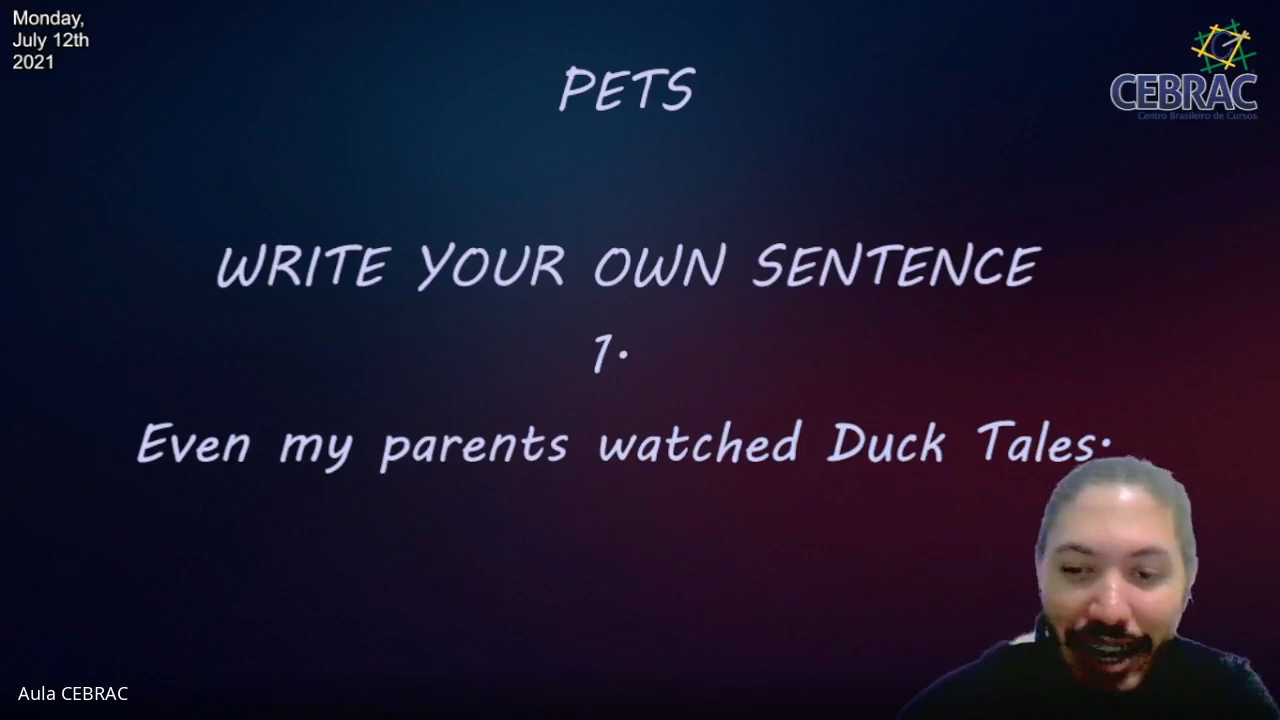 Monday,
July 12th
2021
CEBRAC
Centro Brasileiro de Cursos
PETS
WRITE YOUR OWN SENTENCE
1.
Even my parents watched Duck Tales.
Aula CEBRAC